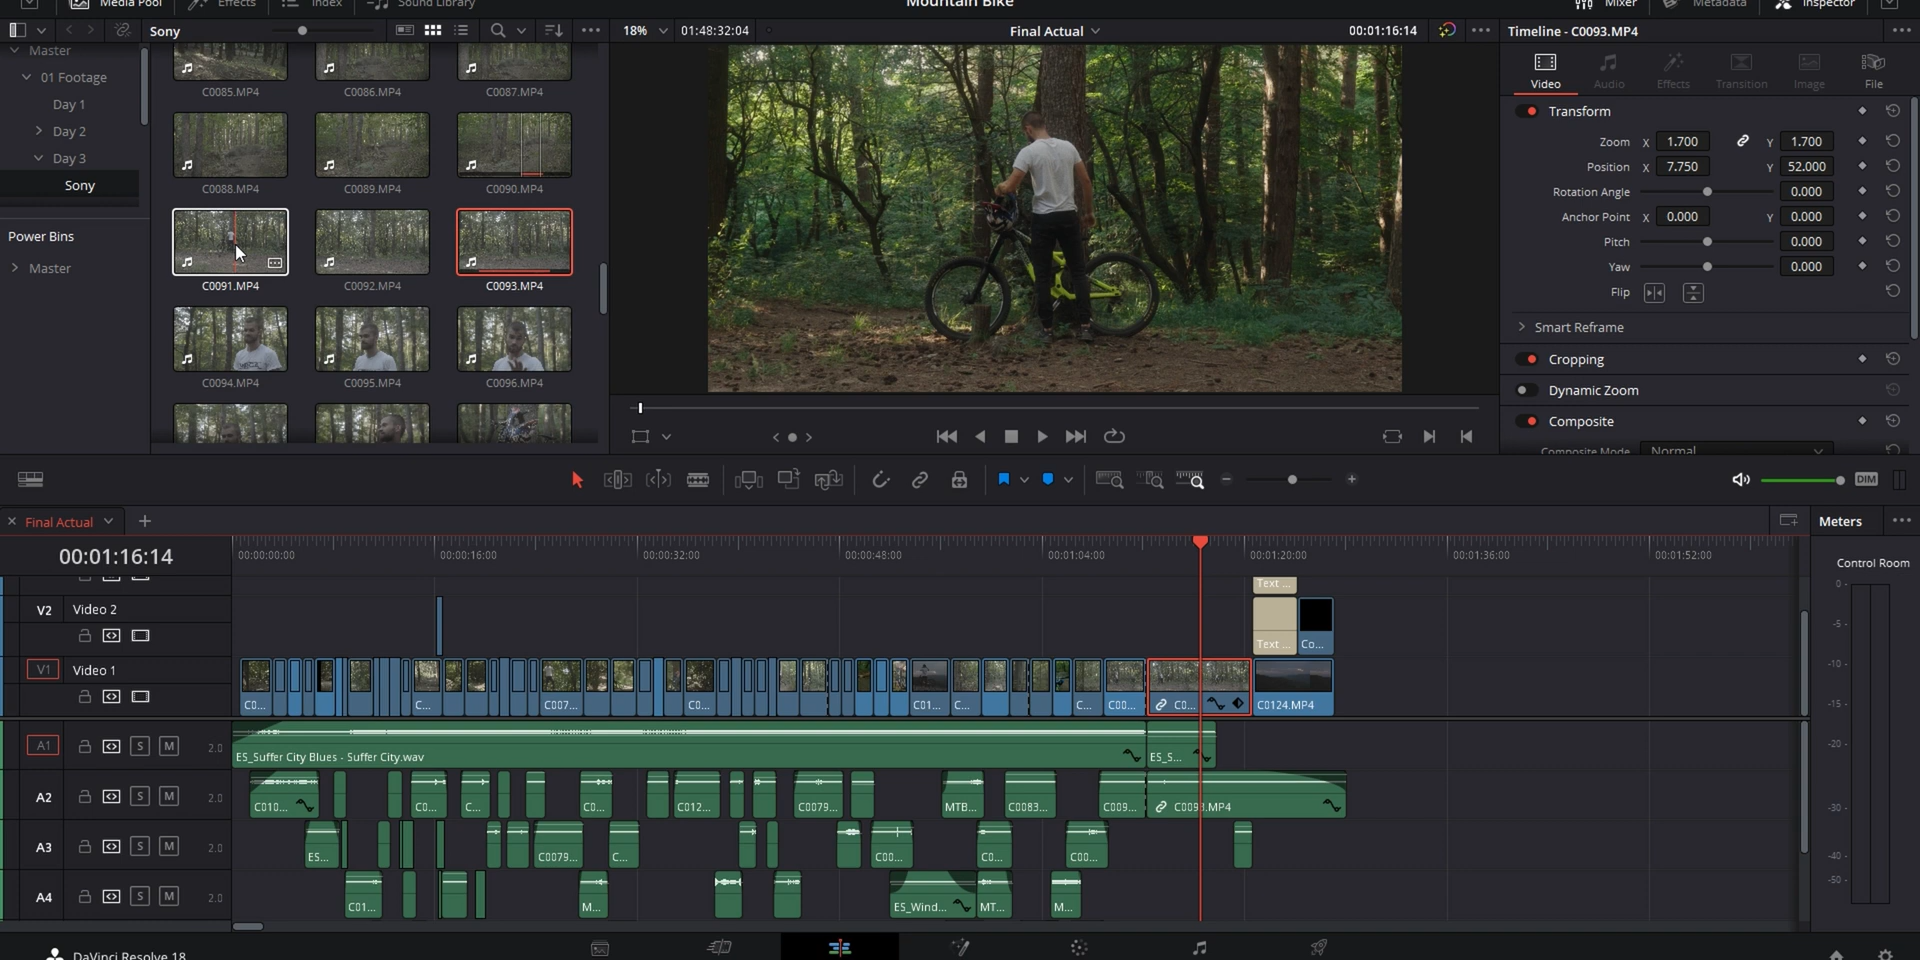 Media Pool
Effects
Index
Sound Library
Mountain Bike
Mixer
Metadata
Inspector
Sony
18%
01:48:32:04
Final Actual
00:01:16:14
Timeline - C0093.MP4
Master
01 Footage
Day 1
Day 2
Day 3
Sony
Power Bins
Master
C0085.MP4
C0086.MP4
C0087.MP4
C0088.MP4
C0089.MP4
C0090.MP4
C0091.MP4
C0092.MP4
C0093.MP4
C0094.MP4
C0095.MP4
C0096.MP4
Video
Audio
Effects
Transition
Image
File
Transform
Zoom X 1.700 Y 1.700
Position X 7.750 Y 52.000
Rotation Angle 0.000
Anchor Point X 0.000 Y 0.000
Pitch 0.000
Yaw 0.000
Flip
Smart Reframe
Cropping
Dynamic Zoom
Composite
Composite Mode Normal
DIM
Final Actual
Meters
00:01:16:14
00:00:00:00
00:00:16:00
00:00:32:00
00:00:48:00
00:01:04:00
00:01:20:00
00:01:36:00
00:01:52:00
Control Room
0
-5
-10
-15
-20
-30
-40
-50
Text ...
V2 Video 2
Text ...
Co...
V1 Video 1
C0...
C...
C007...
C0...
C01...
C...
C...
C00...
C0...
C0124.MP4
A1 S M 2.0
ES_Suffer City Blues - Suffer City.wav
ES_S...
A2 S M 2.0
C010...
C0...
C...
C0...
C012...
C0079...
MTB...
C0083...
C009...
C0093.MP4
A3 S M 2.0
ES...
C0079...
C...
C00...
C0...
C00...
A4 S M 2.0
C01...
M...
ES_Wind...
MT...
M...
DaVinci Resolve 18